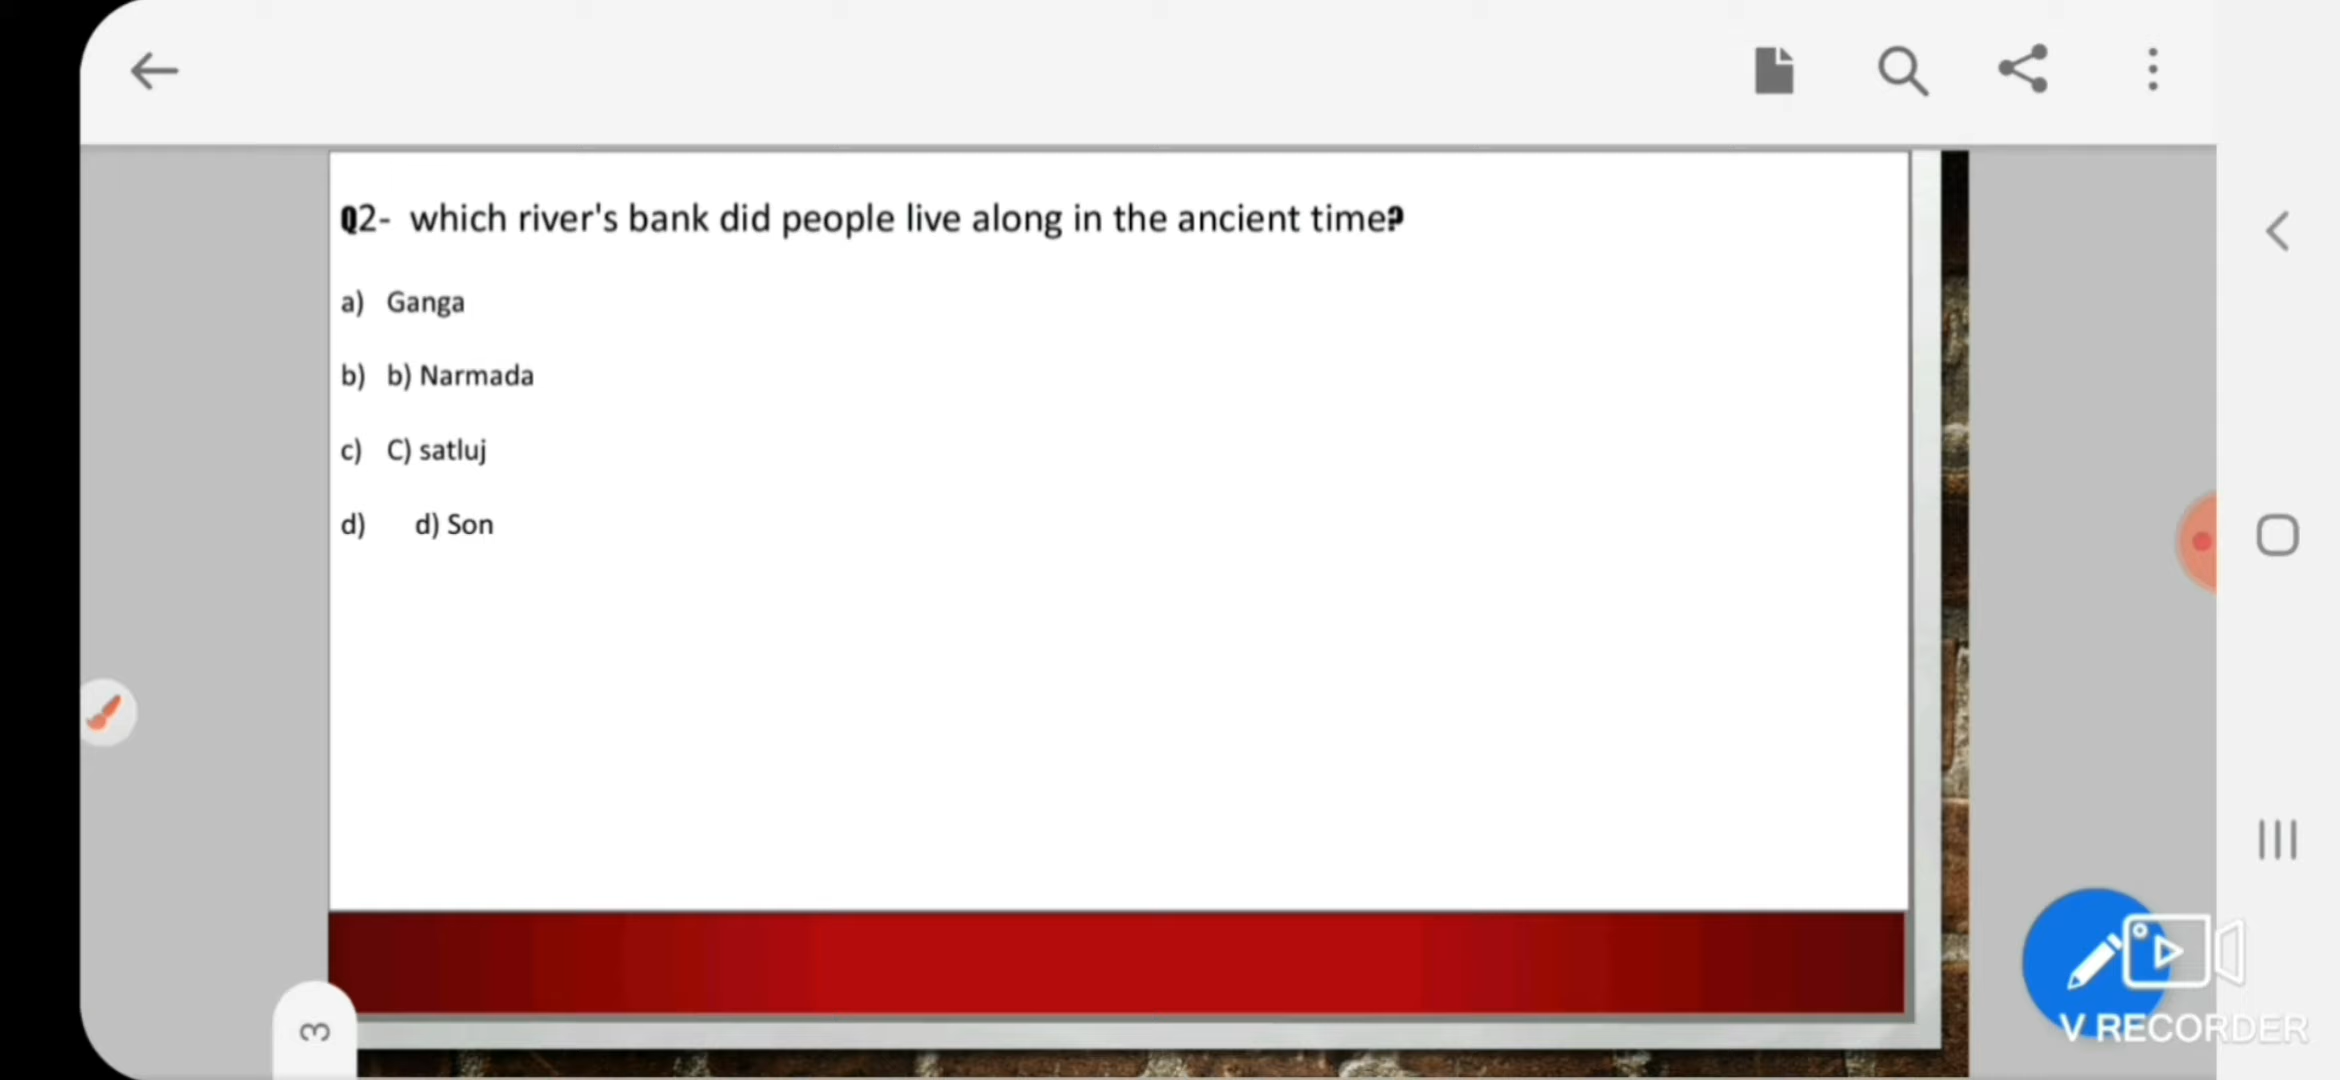 Q2- which river's bank did people live along in the ancient time?
a) Ganga
b) b) Narmada
c) C) satluj
d) d) Son
3
V RECORDER